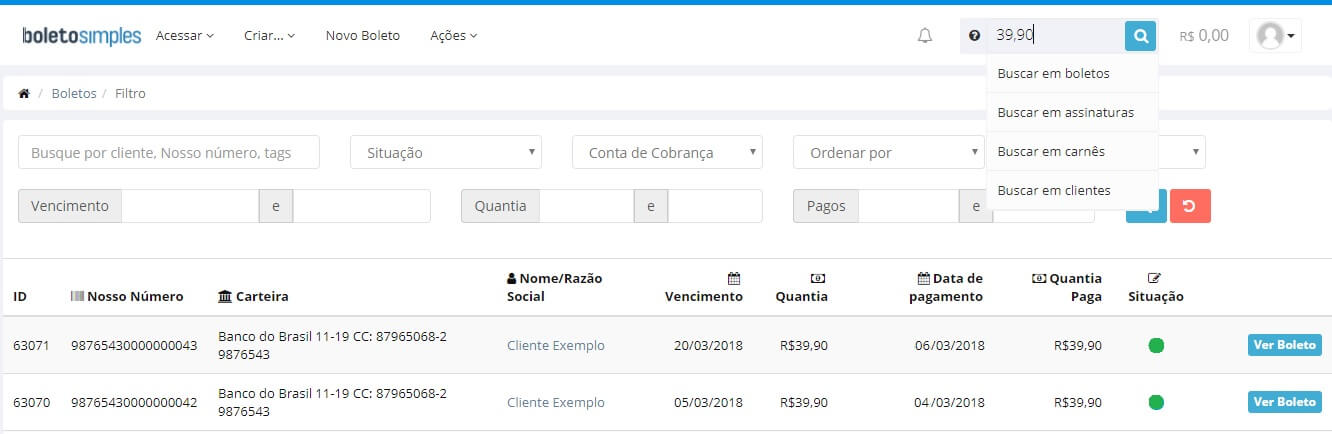 boletosimples Acessar Criar... Novo Boleto Ações 39,90 R$ 0,00
Buscar em boletos
Buscar em assinaturas
Buscar em carnês
Buscar em clientes
/ Boletos / Filtro
Busque por cliente, Nosso número, tags Situação Conta de Cobrança Ordenar por
Vencimento e Quantia e Pagos e
ID Nosso Número Carteira Nome/Razão Social Vencimento Quantia Data de pagamento Quantia Paga Situação
63071 98765430000000043 Banco do Brasil 11-19 CC: 87965068-2 Cliente Exemplo 20/03/2018 R$39,90 06/03/2018 R$39,90 Ver Boleto
9876543
63070 98765430000000042 Banco do Brasil 11-19 CC: 87965068-2 Cliente Exemplo 05/03/2018 R$39,90 04/03/2018 R$39,90 Ver Boleto
9876543